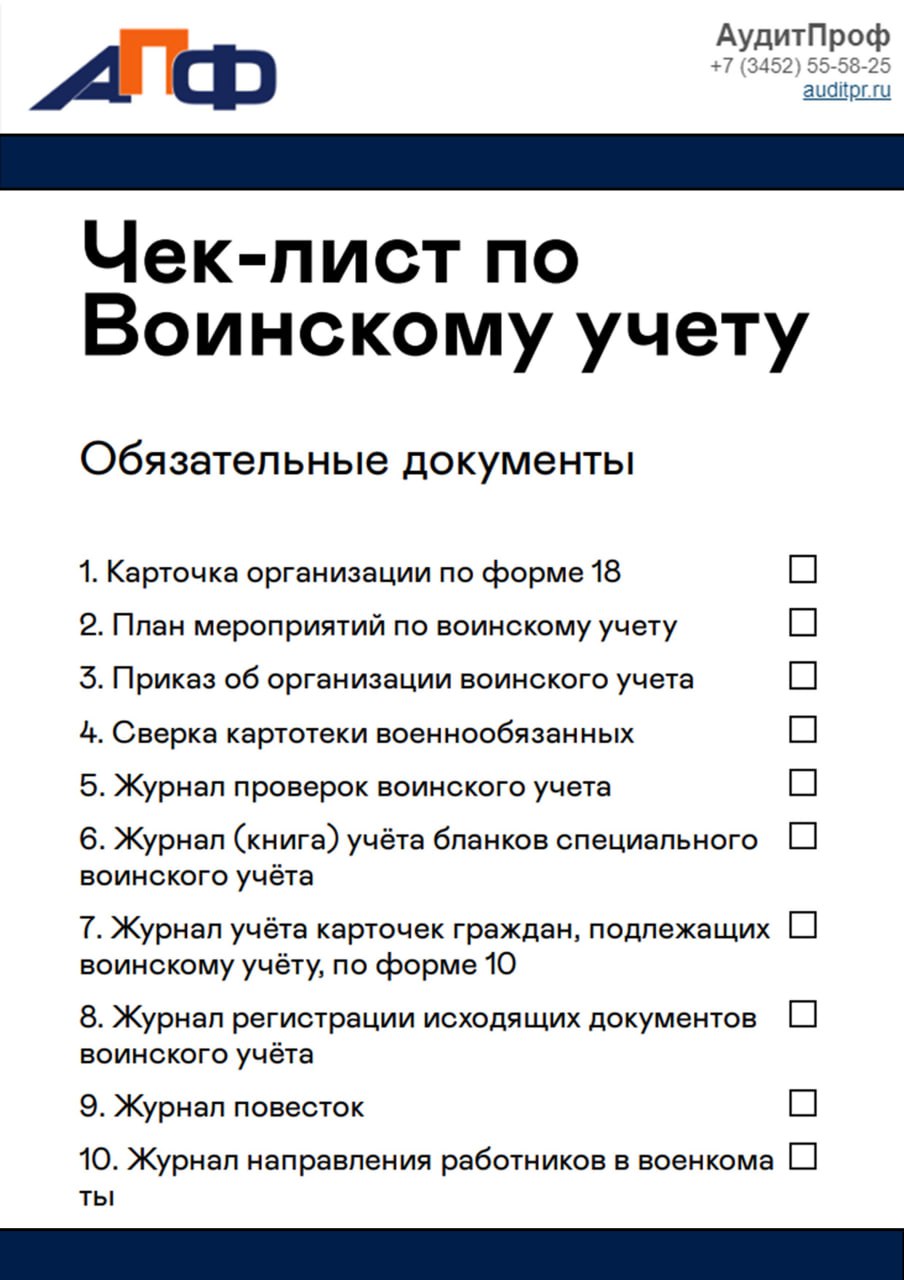 АПФ
АудитПроф
+7 (3452) 55-58-25
auditpr.ru
Чек-лист по
Воинскому учету
Обязательные документы
1. Карточка организации по форме 18
2. План мероприятий по воинскому учету
3. Приказ об организации воинского учета
4. Сверка картотеки военнообязанных
5. Журнал проверок воинского учета
6. Журнал (книга) учёта бланков специального
воинского учёта
7. Журнал учёта карточек граждан, подлежащих
воинскому учёту, по форме 10
8. Журнал регистрации исходящих документов
воинского учёта
9. Журнал повесток
10. Журнал направления работников в военкома
ты